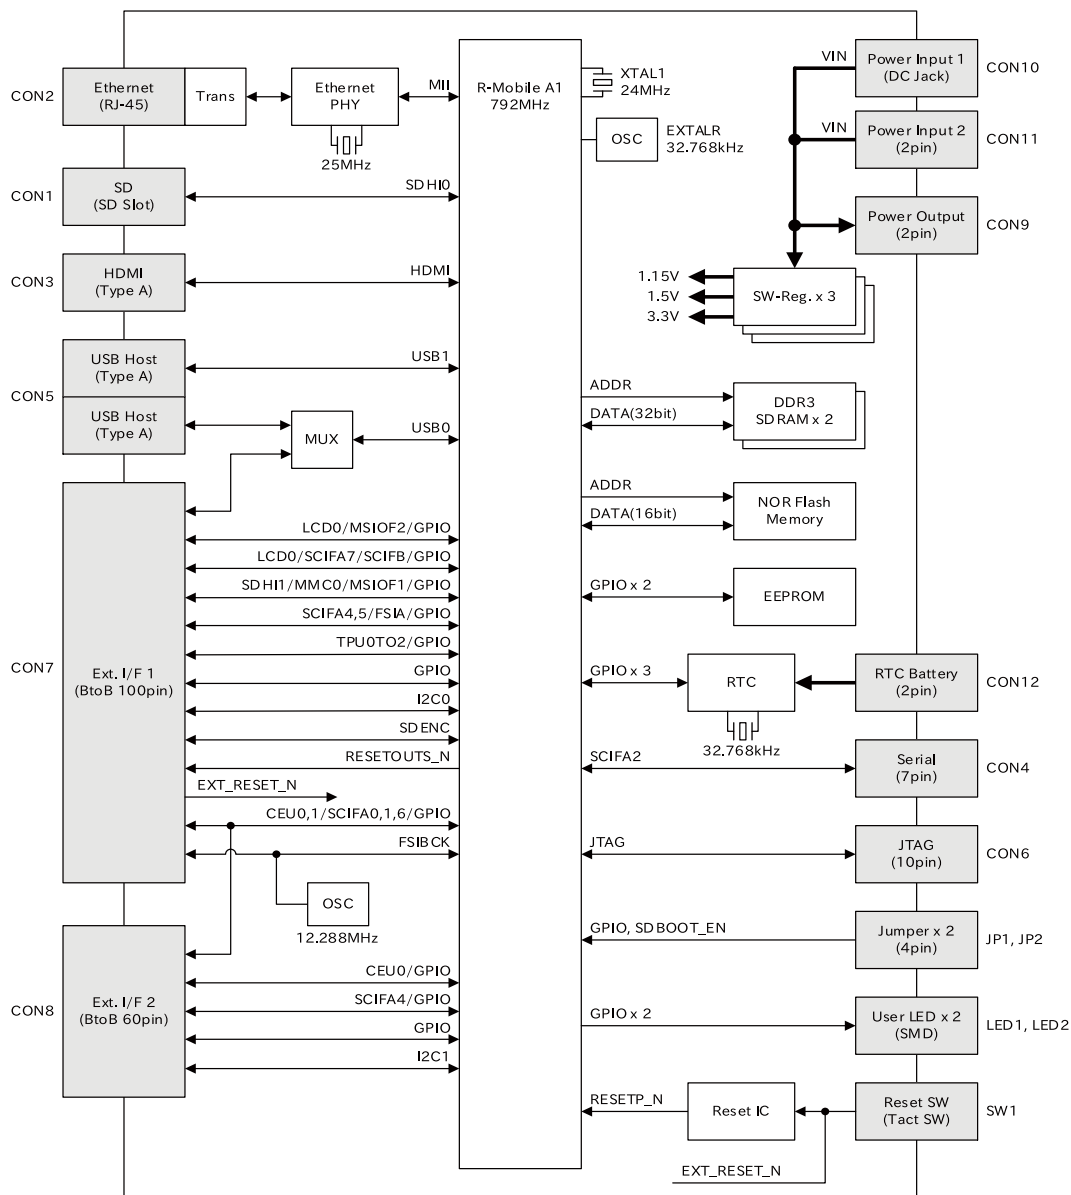 CON2
Ethernet
(RJ-45)
Trans
Ethernet
PHY
25MHz
MII
R-Mobile A1
792MHz
XTAL1
24MHz
OSC
EXTALR
32.768kHz
VIN
Power Input 1
(DC Jack)
CON10
VIN
Power Input 2
(2pin)
CON11
Power Output
(2pin)
CON9
1.15V
1.5V
3.3V
SW-Reg. x 3
CON1
SD
(SD Slot)
SDHI0
CON3
HDMI
(Type A)
HDMI
CON5
USB Host
(Type A)
USB1
USB Host
(Type A)
MUX
USB0
ADDR
DATA(32bit)
DDR3
SDRAM x 2
ADDR
DATA(16bit)
NOR Flash
Memory
GPIO x 2
EEPROM
CON7
Ext. I/F 1
(BtoB 100pin)
LCD0/MSIOF2/GPIO
LCD0/SCIFA7/SCIFB/GPIO
SDHI1/MMC0/MSIOF1/GPIO
SCIFA4,5/FSIA/GPIO
TPU0TO2/GPIO
GPIO
I2C0
SDENC
RESETOUTS_N
EXT_RESET_N
CEU0,1/SCIFA0,1,6/GPIO
FSIBCK
OSC
12.288MHz
GPIO x 3
RTC
32.768kHz
RTC Battery
(2pin)
CON12
SCIFA2
Serial
(7pin)
CON4
JTAG
JTAG
(10pin)
CON6
GPIO, SDBOOT_EN
Jumper x 2
(4pin)
JP1, JP2
CON8
Ext. I/F 2
(BtoB 60pin)
CEU0/GPIO
SCIFA4/GPIO
GPIO
I2C1
GPIO x 2
User LED x 2
(SMD)
LED1, LED2
RESETP_N
Reset IC
Reset SW
(Tact SW)
SW1
EXT_RESET_N